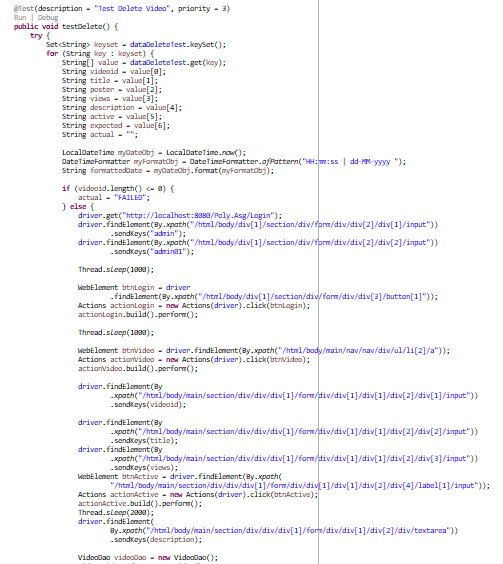 @Test(description = "Test Delete Video", priority = 3)
Run | Debug
public void testDelete() {
try {
Set<String> keyset = dataDeleteTest.keySet();
for (String key : keyset) {
String[] value = dataDeleteTest.get(key);
String videoid = value[0];
String title = value[1];
String poster = value[2];
String views = value[3];
String description = value[4];
String active = value[5];
String expected = value[6];
String actual = "";
LocalDateTime myDateObj = LocalDateTime.now();
DateTimeFormatter myFormatObj = DateTimeFormatter.ofPattern("HH:mm:ss | dd-MM-yyyy ");
String formattedDate = myDateObj.format(myFormatObj);
if (videoid.length() <= 0) {
actual = "FAILED";
} else {
driver.get("http://localhost:8080/Poly.Asg/Login");
driver.findElement(By.xpath("/html/body/div[1]/section/div/form/div/div[2]/div[1]/input"))
.sendKeys("admin");
driver.findElement(By.xpath("/html/body/div[1]/section/div/form/div/div[2]/div[2]/input"))
.sendKeys("admin01");
Thread.sleep(1000);
WebElement btnLogin = driver
.findElement(By.xpath("/html/body/div[1]/section/div/form/div/div[3]/button[1]"));
Actions actionLogin = new Actions(driver).click(btnLogin);
actionLogin.build().perform();
Thread.sleep(1000);
WebElement btnVideo = driver.findElement(By.xpath("/html/body/main/nav/nav/div/ul/li[2]/a"));
Actions actionVideo = new Actions(driver).click(btnVideo);
actionVideo.build().perform();
driver.findElement(By
.xpath("/html/body/main/section/div/div/div[1]/form/div/div[1]/div[1]/div[2]/div[1]/input"))
.sendKeys(videoid);
driver.findElement(By
.xpath("/html/body/main/section/div/div/div[1]/form/div/div[1]/div[1]/div[2]/div[2]/input"))
.sendKeys(title);
driver.findElement(By
.xpath("/html/body/main/section/div/div/div[1]/form/div/div[1]/div[1]/div[2]/div[3]/input"))
.sendKeys(views);
WebElement btnActive = driver.findElement(By.xpath(
"/html/body/main/section/div/div/div[1]/form/div/div[1]/div[1]/div[2]/div[4]/label[1]/input"));
Actions actionActive = new Actions(driver).click(btnActive);
actionActive.build().perform();
Thread.sleep(2000);
driver.findElement(
By.xpath("/html/body/main/section/div/div/div[1]/form/div/div[1]/div[2]/div/textarea"))
.sendKeys(description);
VideoDao videoDao = new VideoDao();